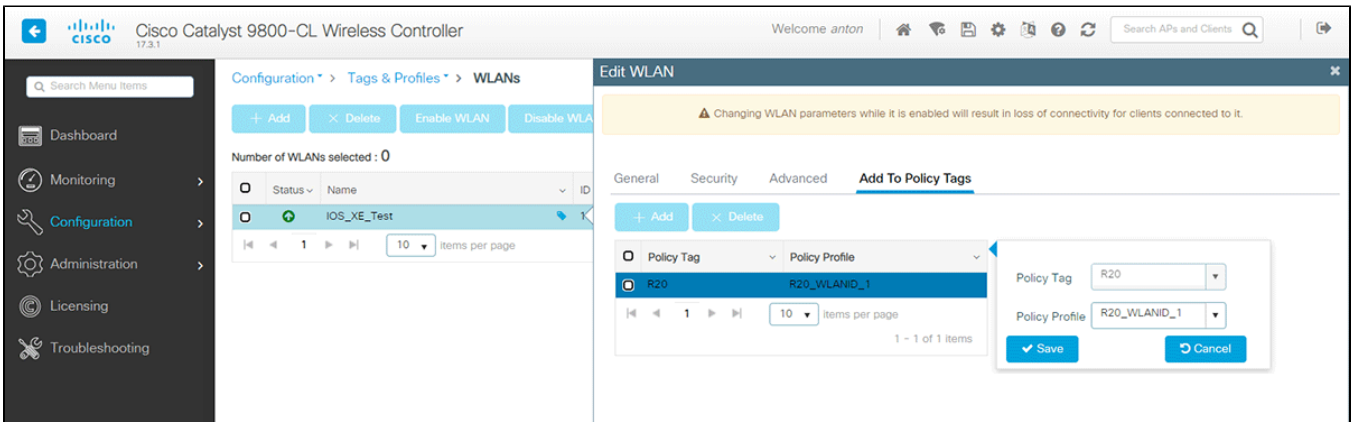 CISCO
Cisco Catalyst 9800-CL Wireless Controller
17.3.1
Welcome anton
Search APs and Clients
Search Menu Items
Dashboard
Monitoring
Configuration
Administration
Licensing
Troubleshooting
Configuration > Tags & Profiles > WLANs
+ Add
× Delete
Enable WLAN
Disable WLA
Number of WLANs selected : 0
Status Name ID
IOS_XE_Test 1
1 10 items per page
Edit WLAN
Changing WLAN parameters while it is enabled will result in loss of connectivity for clients connected to it.
General Security Advanced Add To Policy Tags
+ Add × Delete
Policy Tag Policy Profile
R20 R20_WLANID_1
1 10 items per page
1 - 1 of 1 items
Policy Tag R20
Policy Profile R20_WLANID_1
Save Cancel